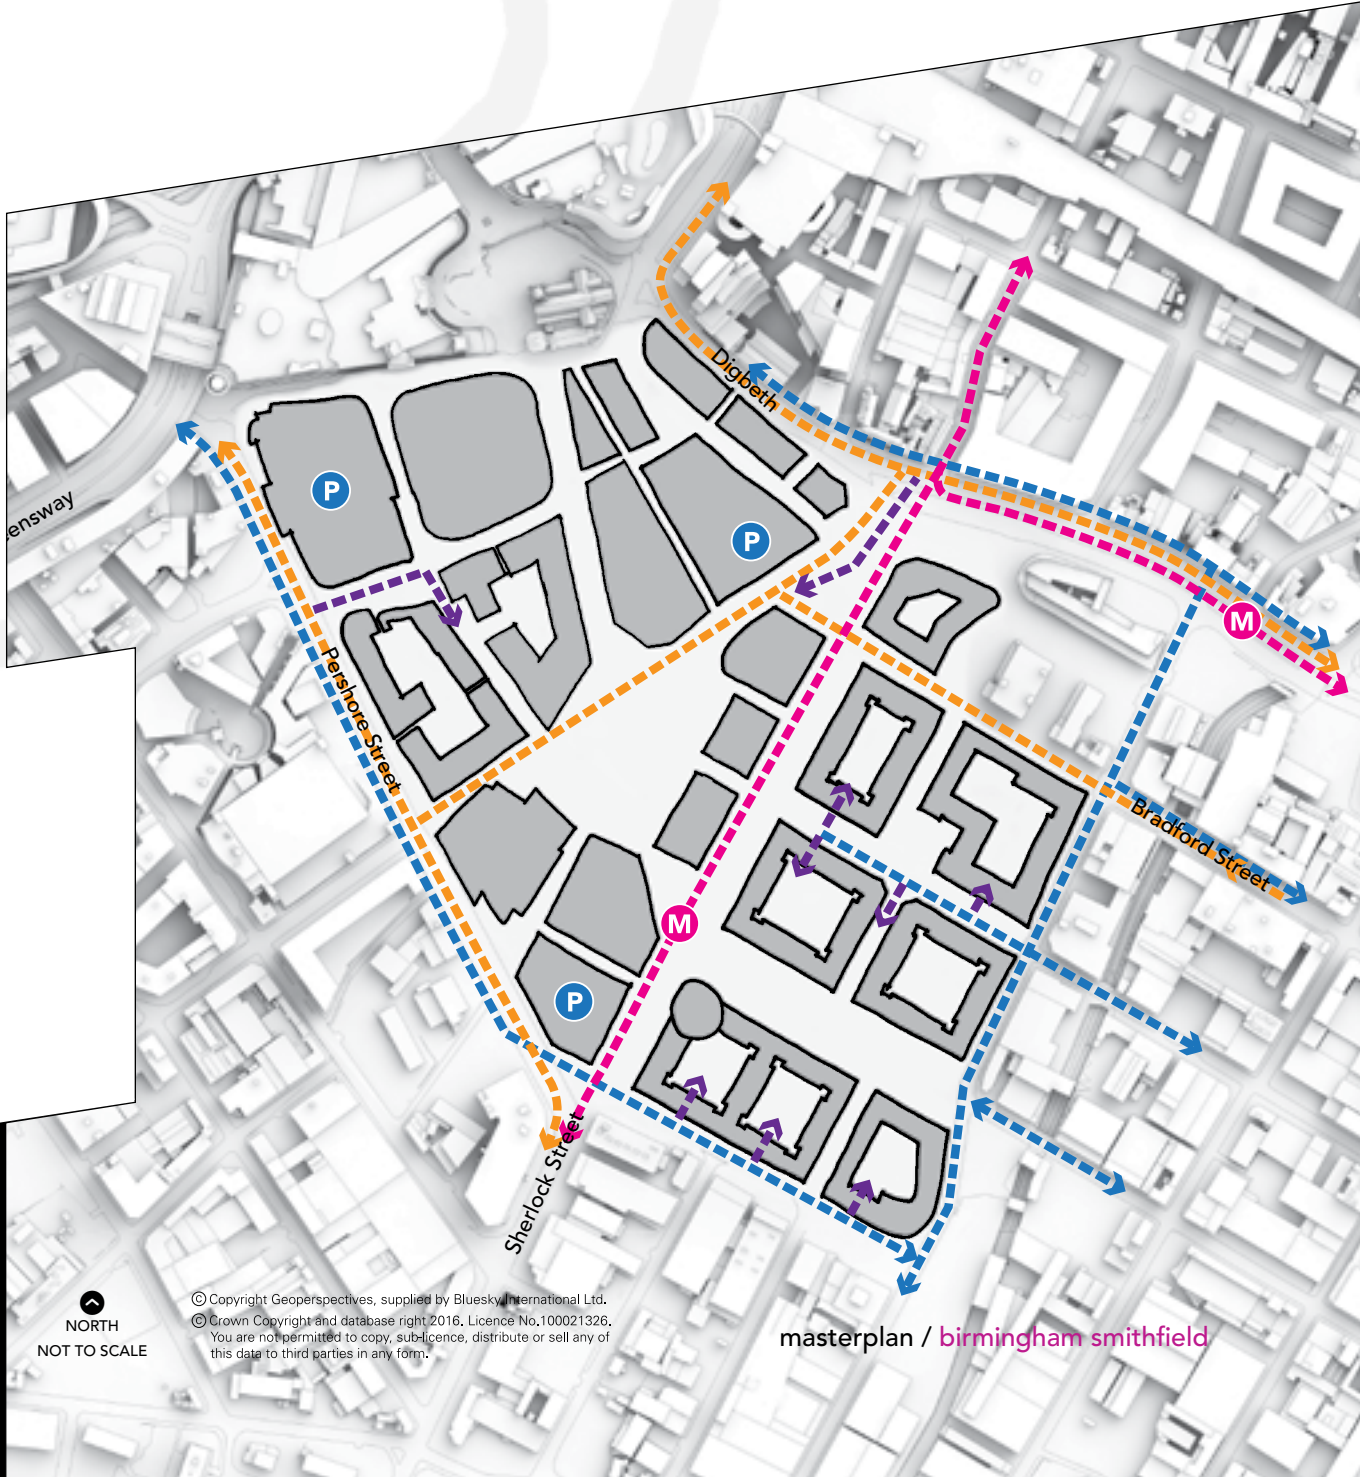 Digbeth
P
ensway
P
M
Pershore Street
Bradford Street
M
P
Sherlock Street
NORTH
NOT TO SCALE
© Copyright Geoperspectives, supplied by Bluesky International Ltd.
© Crown Copyright and database right 2016. Licence No.100021326.
You are not permitted to copy, sub-licence, distribute or sell any of
this data to third parties in any form.
masterplan / birmingham smithfield